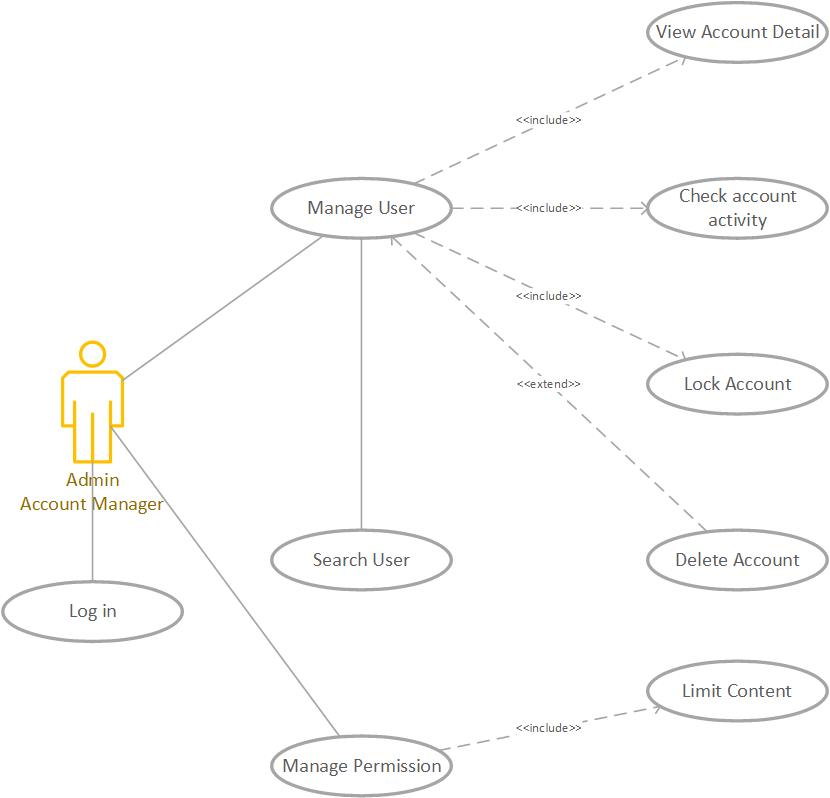 View Account Detail
<<include>>
Manage User
<<include>>
Check account
activity
<<include>>
Lock Account
<<extend>>
Admin
Account Manager
Search User
Delete Account
Log in
Limit Content
<<include>>
Manage Permission